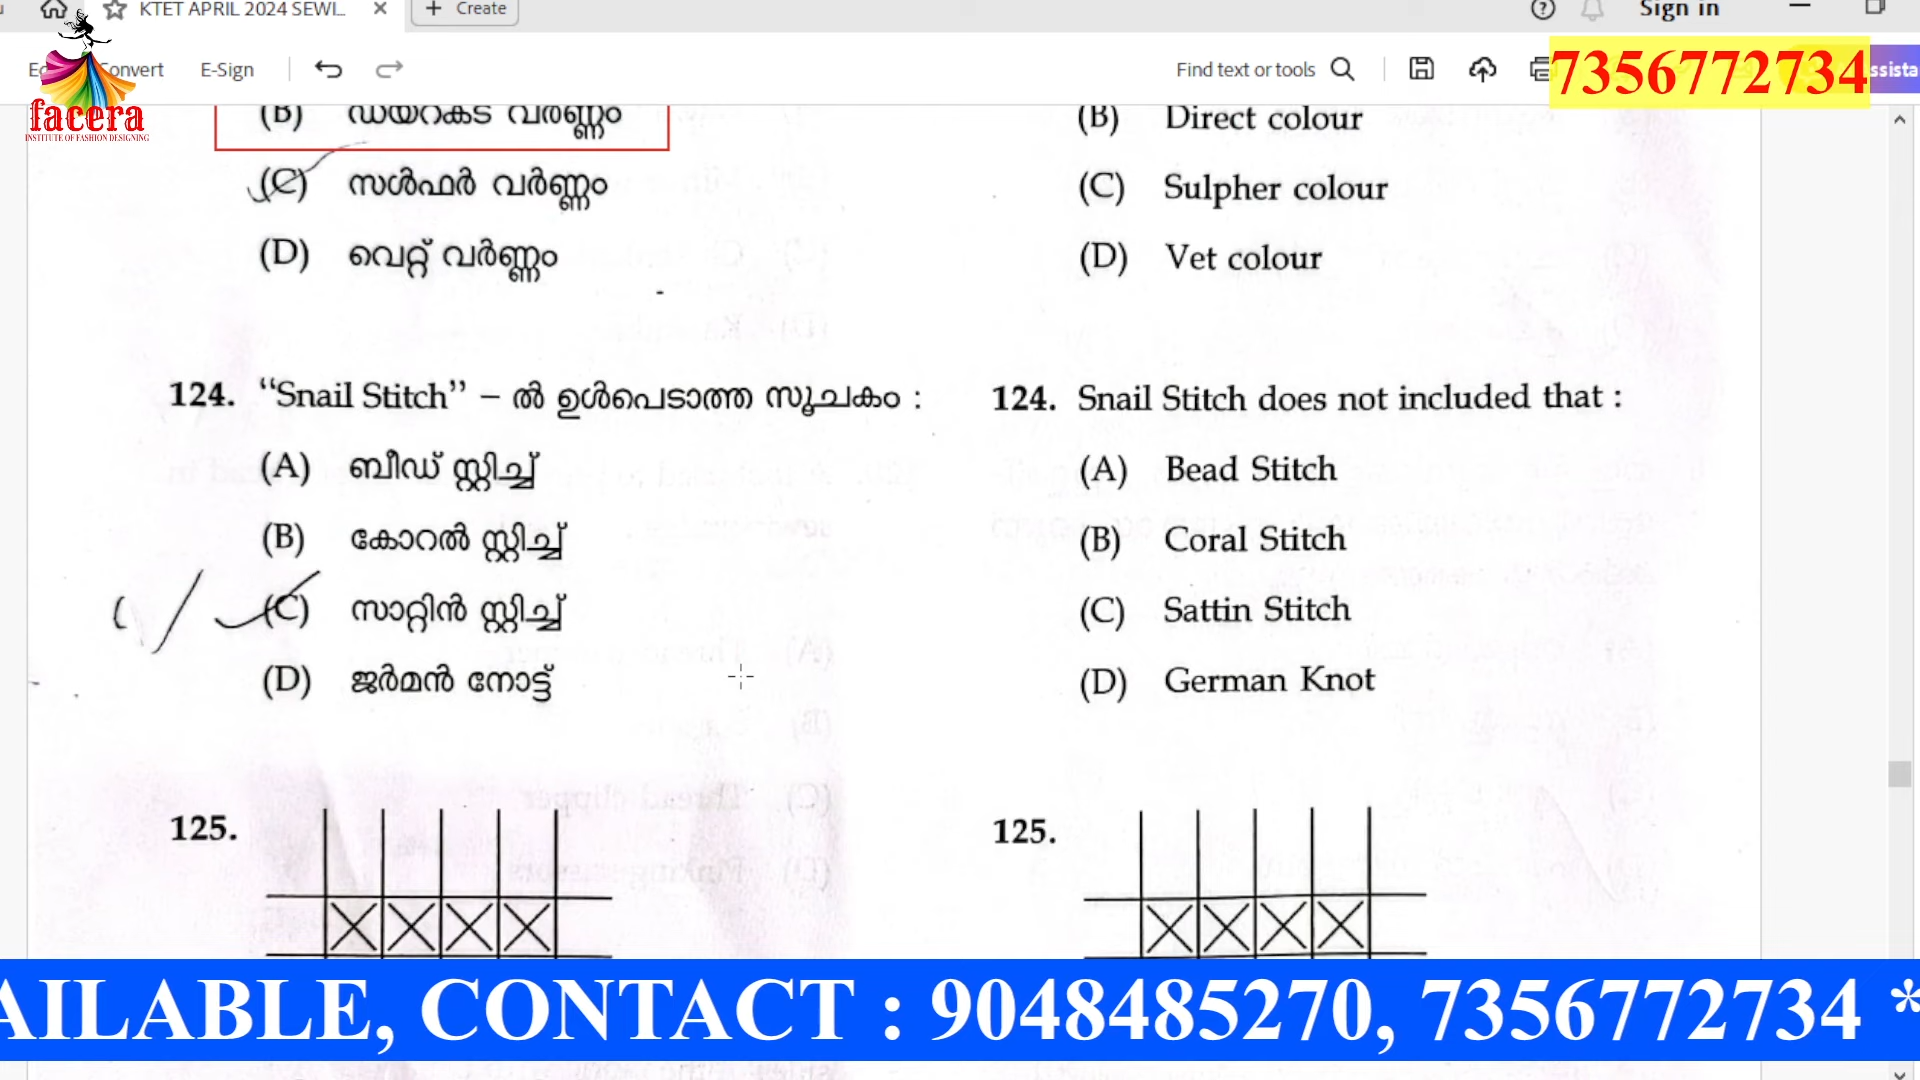 KTET APRIL 2024 SEWI...
Create
Sign in
Convert
E-Sign
Find text or tools
7356772734
facera
INSTITUTE OF FASHION DESIGNING
(B) ഡയറക്ട് വർണ്ണം
(C) സൾഫർ വർണ്ണം
(D) വെറ്റ് വർണ്ണം
(B) Direct colour
(C) Sulpher colour
(D) Vet colour
124. “Snail Stitch” – ൽ ഉൾപെടാത്ത സൂചകം :
(A) ബീഡ് സ്റ്റിച്ച്
(B) കോറൽ സ്റ്റിച്ച്
(C) സാറ്റിൻ സ്റ്റിച്ച്
(D) ജർമൻ നോട്ട്
124. Snail Stitch does not included that :
(A) Bead Stitch
(B) Coral Stitch
(C) Sattin Stitch
(D) German Knot
125.
125.
AILABLE, CONTACT : 9048485270, 7356772734 *